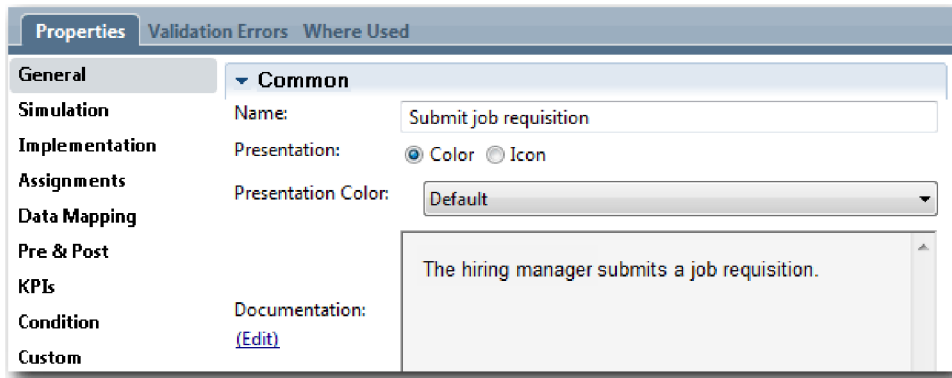 Properties Validation Errors Where Used
General
Simulation
Implementation
Assignments
Data Mapping
Pre & Post
KPIs
Condition
Custom
Common
Name: Submit job requisition
Presentation: Color Icon
Presentation Color: Default
The hiring manager submits a job requisition.
Documentation:
(Edit)